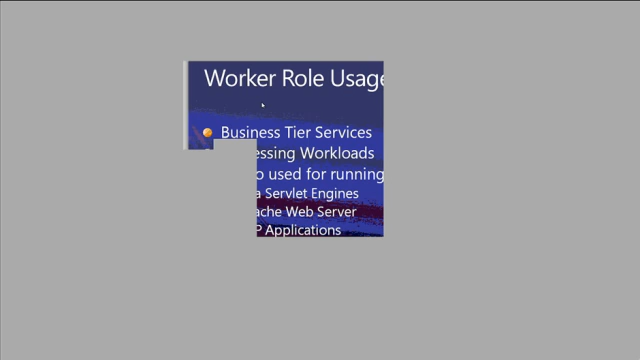 Worker Role Usage
Business Tier Services
essing Workloads
o used for running
a Servlet Engines
ache Web Server
P Applications